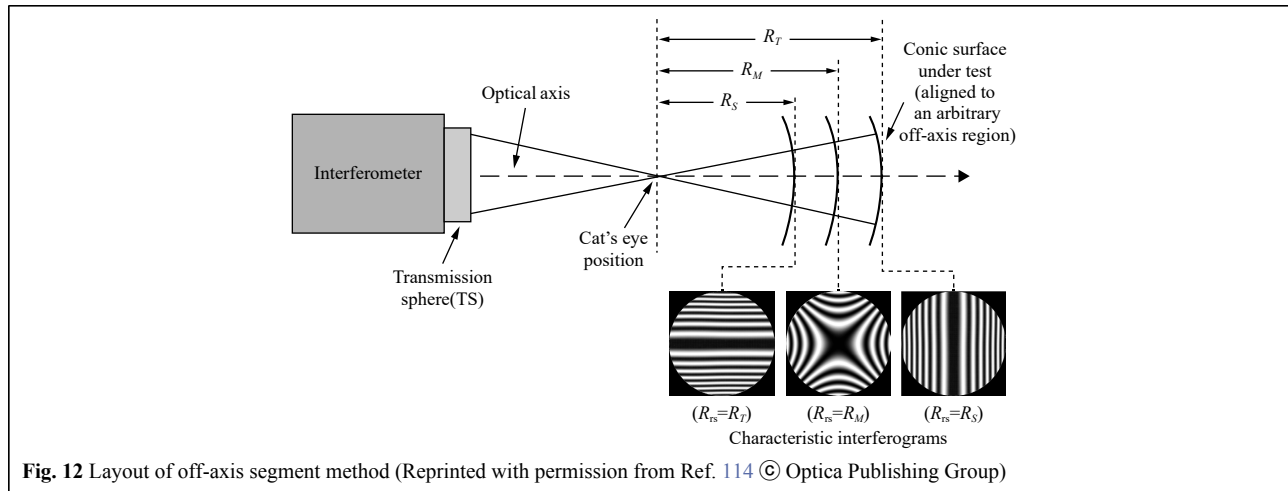 R_T
R_M
R_S
Optical axis
Conic surface
under test
(aligned to
an arbitrary
off-axis region)
Interferometer
Cat's eye
position
Transmission
sphere(TS)
(R_rs=R_T)
(R_rs=R_M)
(R_rs=R_S)
Characteristic interferograms
Fig. 12 Layout of off-axis segment method (Reprinted with permission from Ref. 114 © Optica Publishing Group)